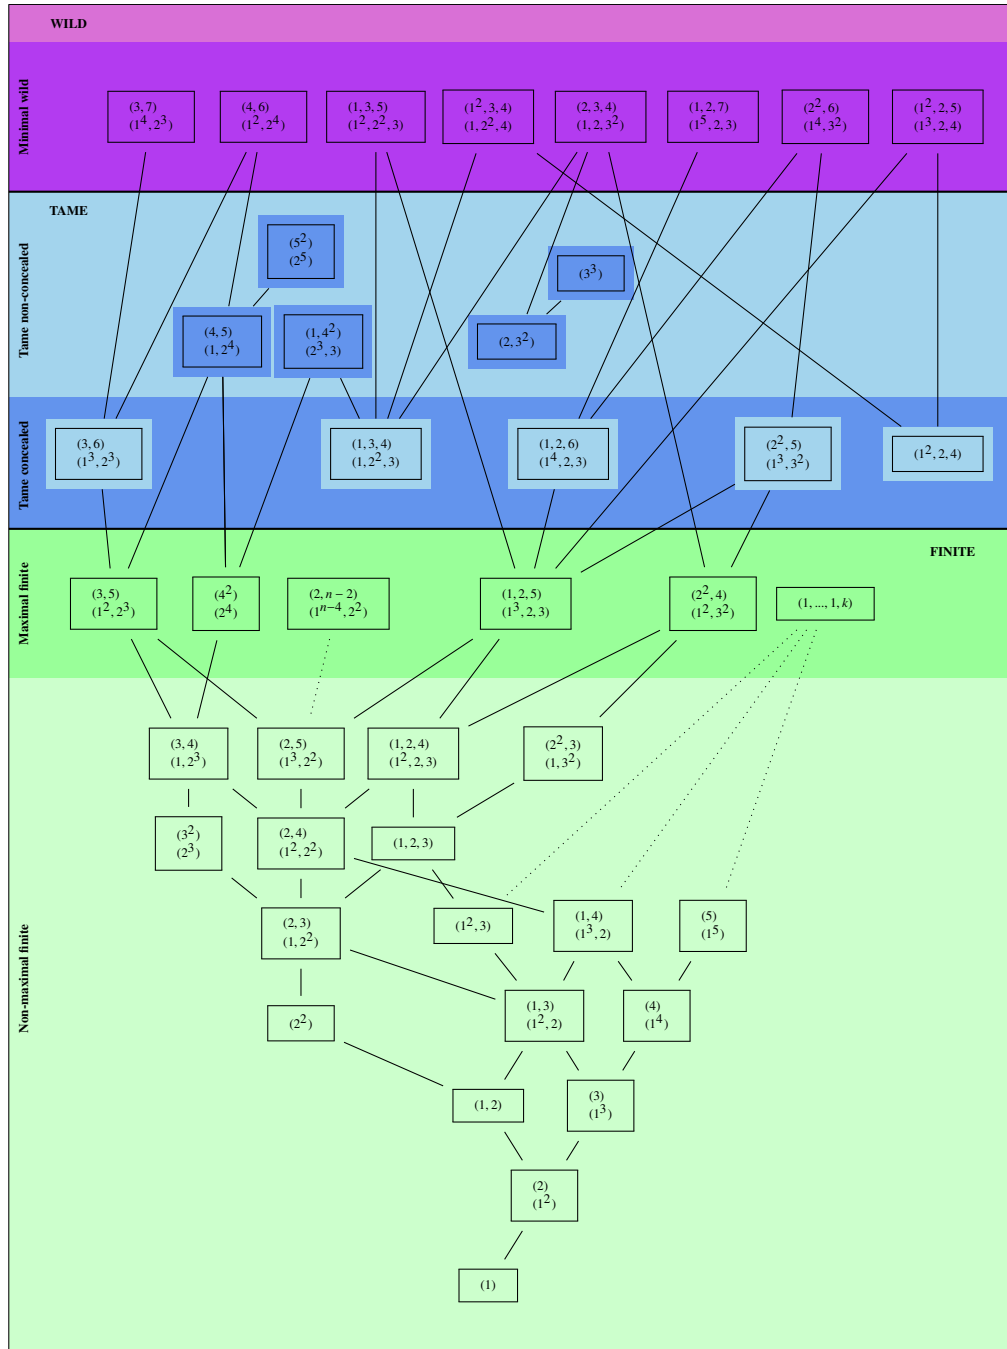 WILD
Minimal wild
(3, 7)
(1^4, 2^3)
(4, 6)
(1^2, 2^4)
(1, 3, 5)
(1^2, 2^2, 3)
(1^2, 3, 4)
(1, 2^2, 4)
(2, 3, 4)
(1, 2, 3^2)
(1, 2, 7)
(1^5, 2, 3)
(2^2, 6)
(1^4, 3^2)
(1^2, 2, 5)
(1^3, 2, 4)
TAME
Tame non-concealed
(5^2)
(2^5)
(3^3)
(4, 5)
(1, 2^4)
(1, 4^2)
(2^3, 3)
(2, 3^2)
Tame concealed
(3, 6)
(1^3, 2^3)
(1, 3, 4)
(1, 2^2, 3)
(1, 2, 6)
(1^4, 2, 3)
(2^2, 5)
(1^3, 3^2)
(1^2, 2, 4)
FINITE
Maximal finite
(3, 5)
(1^2, 2^3)
(4^2)
(2^4)
(2, n − 2)
(1^{n−4}, 2^2)
(1, 2, 5)
(1^3, 2, 3)
(2^2, 4)
(1^2, 3^2)
(1, ..., 1, k)
Non-maximal finite
(3, 4)
(1, 2^3)
(2, 5)
(1^3, 2^2)
(1, 2, 4)
(1^2, 2, 3)
(2^2, 3)
(1, 3^2)
(3^2)
(2^3)
(2, 4)
(1^2, 2^2)
(1, 2, 3)
(2, 3)
(1, 2^2)
(1^2, 3)
(1, 4)
(1^3, 2)
(5)
(1^5)
(2^2)
(1, 3)
(1^2, 2)
(4)
(1^4)
(1, 2)
(3)
(1^3)
(2)
(1^2)
(1)